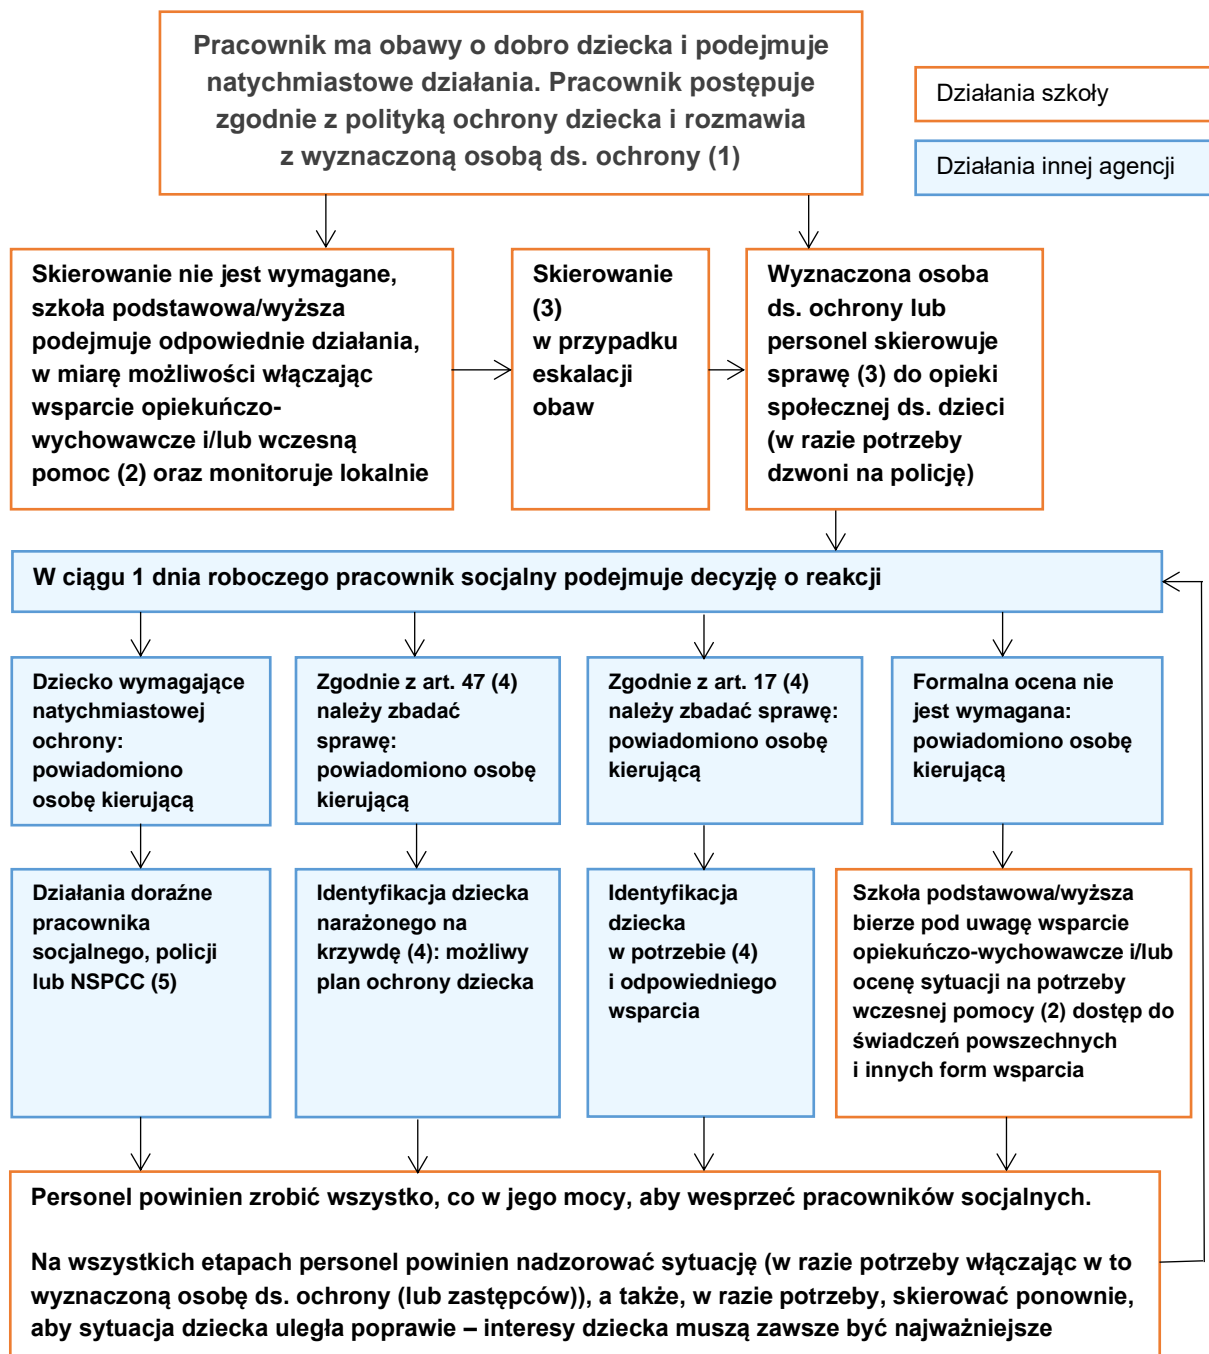 Pracownik ma obawy o dobro dziecka i podejmuje
natychmiastowe działania. Pracownik postępuje
zgodnie z polityką ochrony dziecka i rozmawia
z wyznaczoną osobą ds. ochrony (1)
Działania szkoły
Działania innej agencji
Skierowanie nie jest wymagane,
szkoła podstawowa/wyższa
podejmuje odpowiednie działania,
w miarę możliwości włączając
wsparcie opiekuńczo-
wychowawcze i/lub wczesną
pomoc (2) oraz monitoruje lokalnie
Skierowanie
(3)
w przypadku
eskalacji
obaw
Wyznaczona osoba
ds. ochrony lub
personel skierowuje
sprawę (3) do opieki
społecznej ds. dzieci
(w razie potrzeby
dzwoni na policję)
W ciągu 1 dnia roboczego pracownik socjalny podejmuje decyzję o reakcji
Dziecko wymagające
natychmiastowej
ochrony:
powiadomiono
osobę kierującą
Zgodnie z art. 47 (4)
należy zbadać
sprawę:
powiadomiono osobę
kierującą
Zgodnie z art. 17 (4)
należy zbadać sprawę:
powiadomiono osobę
kierującą
Formalna ocena nie
jest wymagana:
powiadomiono osobę
kierującą
Działania doraźne
pracownika
socjalnego, policji
lub NSPCC (5)
Identyfikacja dziecka
narażonego na
krzywdę (4): możliwy
plan ochrony dziecka
Identyfikacja
dziecka
w potrzebie (4)
i odpowiedniego
wsparcia
Szkoła podstawowa/wyższa
bierze pod uwagę wsparcie
opiekuńczo-wychowawcze i/lub
ocenę sytuacji na potrzeby
wczesnej pomocy (2) dostęp do
świadczeń powszechnych
i innych form wsparcia
Personel powinien zrobić wszystko, co w jego mocy, aby wesprzeć pracowników socjalnych.
Na wszystkich etapach personel powinien nadzorować sytuację (w razie potrzeby włączając w to
wyznaczoną osobę ds. ochrony (lub zastępców)), a także, w razie potrzeby, skierować ponownie,
aby sytuacja dziecka uległa poprawie – interesy dziecka muszą zawsze być najważniejsze